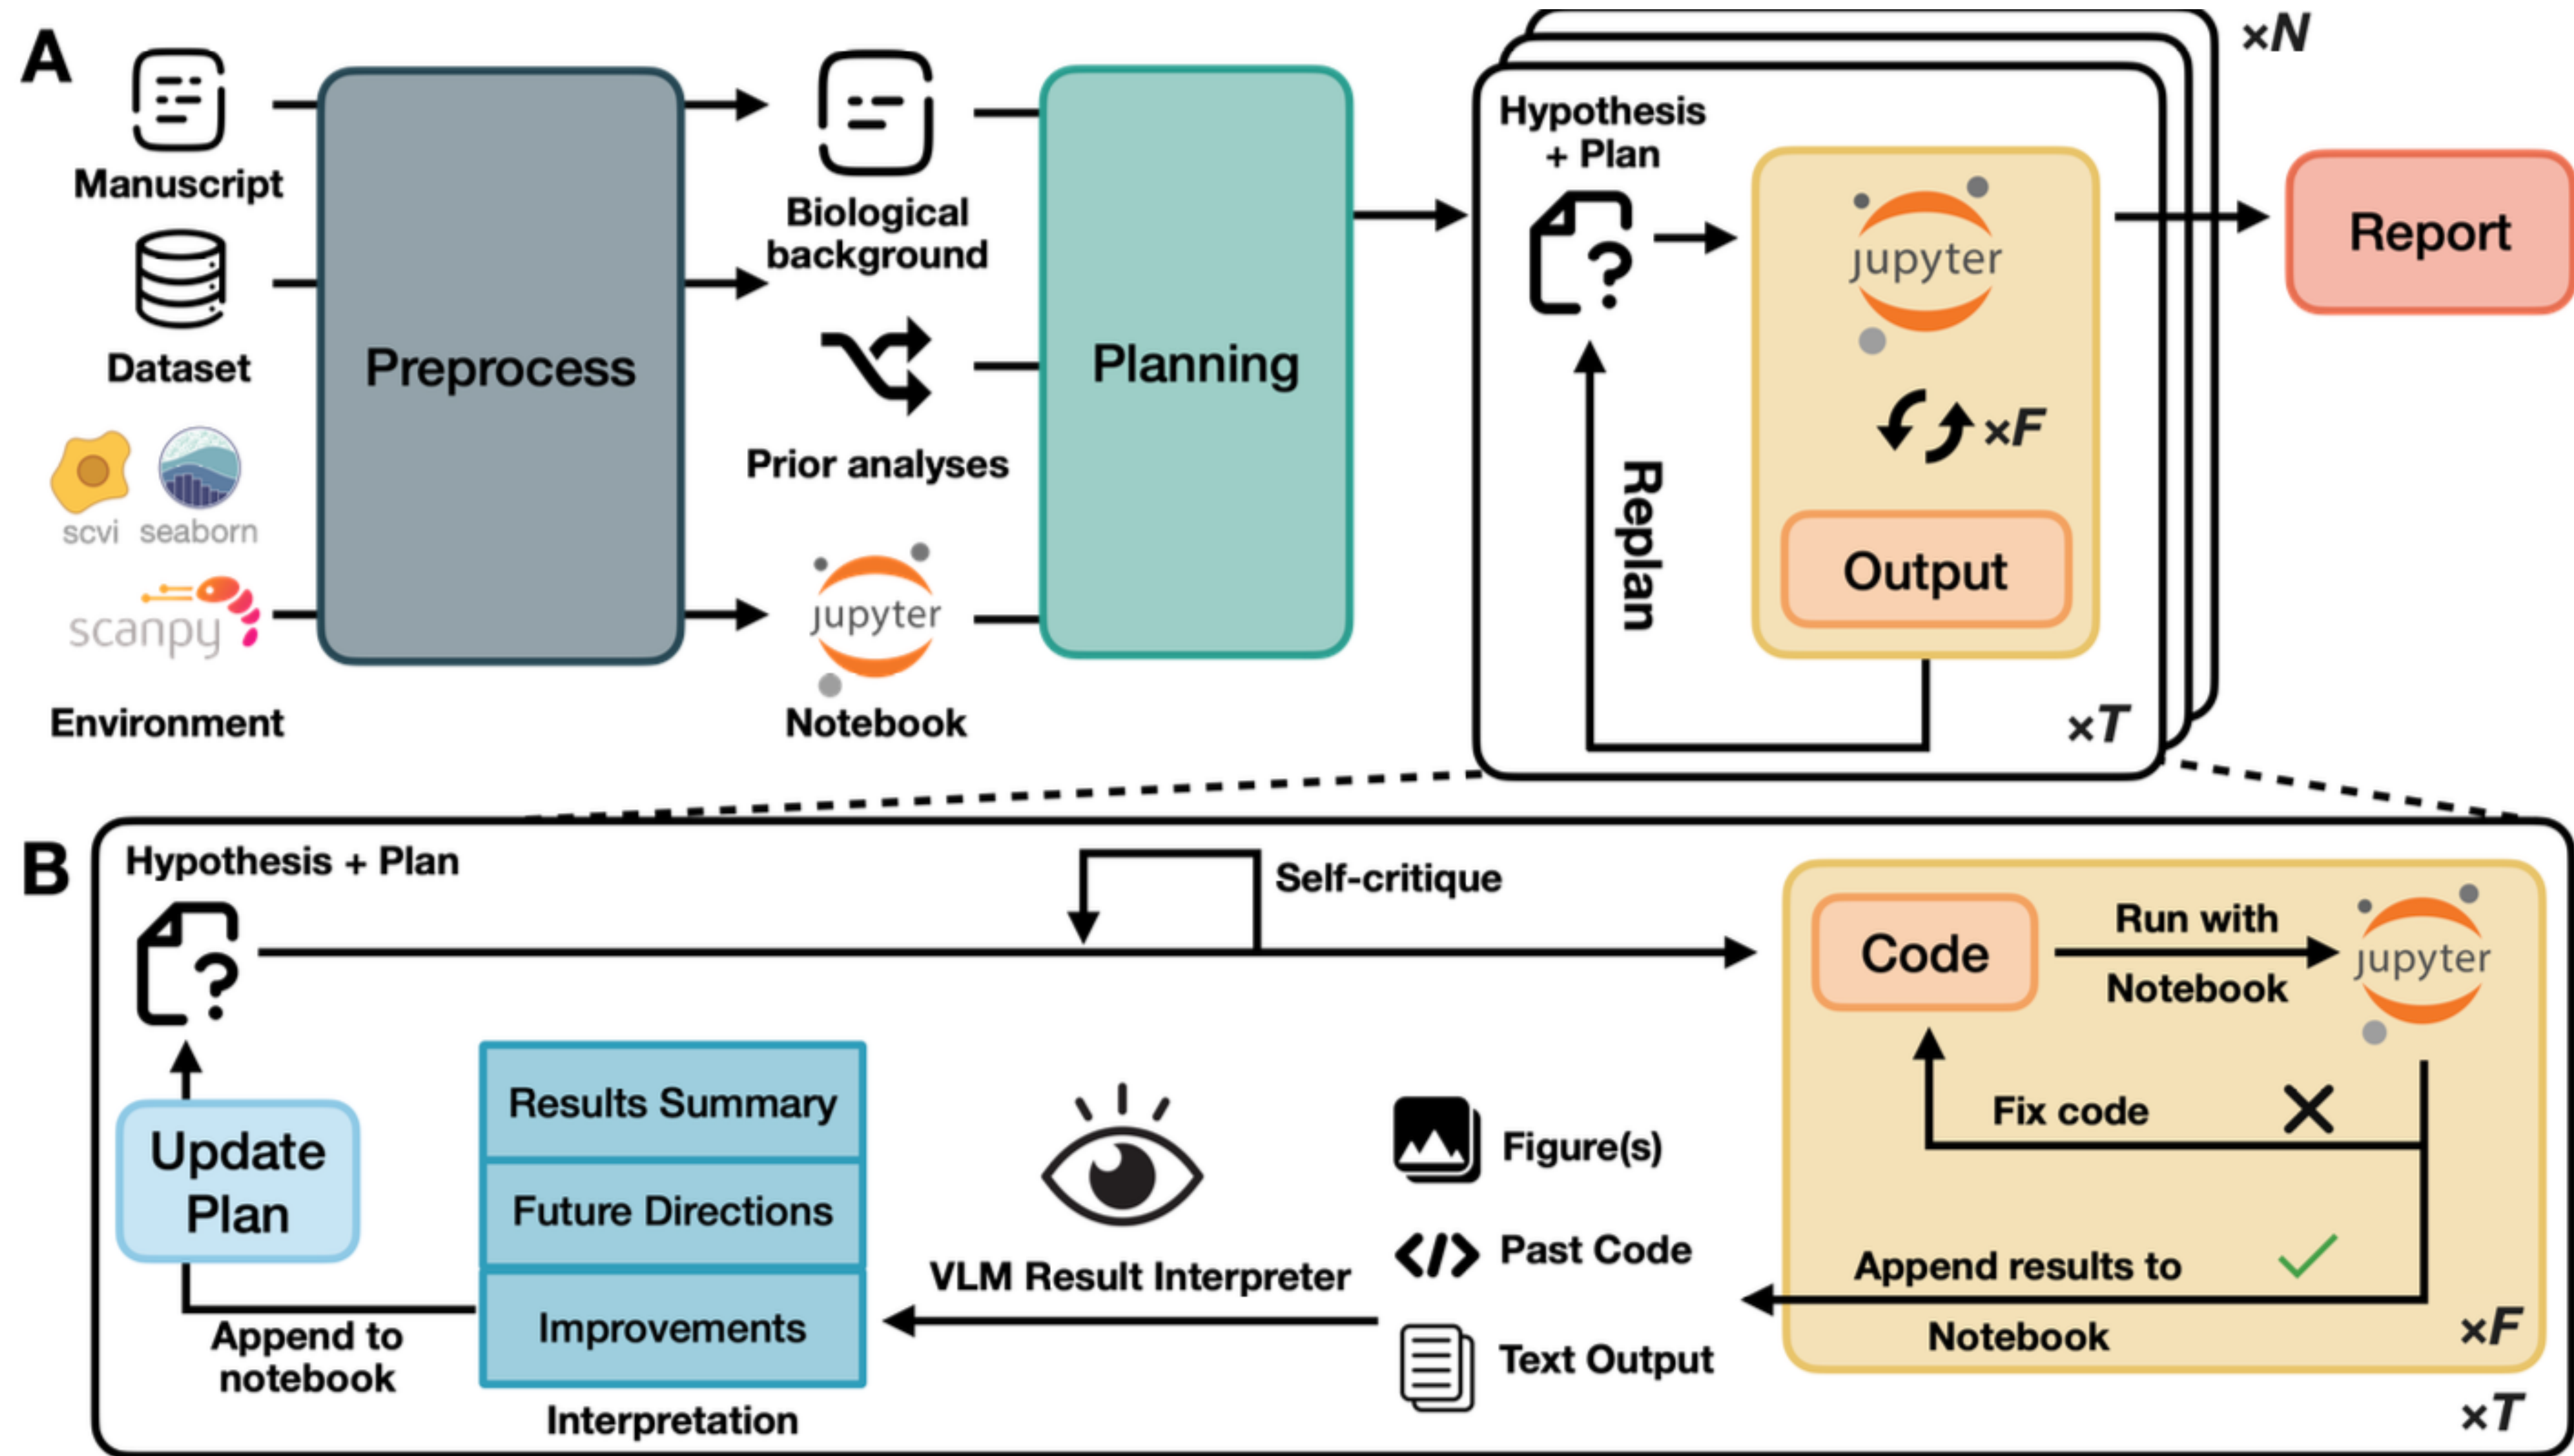 A
Manuscript
Dataset
scvi seaborn
scanpy
Environment
Preprocess
Biological
background
Prior analyses
jupyter
Notebook
Planning
×N
Hypothesis
+ Plan
jupyter
×F
Output
Replan
×T
Report
B
Hypothesis + Plan
Self-critique
Code
Run with
Notebook
jupyter
Fix code
Append results to
Notebook
×F
×T
Figure(s)
Past Code
Text Output
VLM Result Interpreter
Results Summary
Future Directions
Improvements
Interpretation
Append to
notebook
Update
Plan